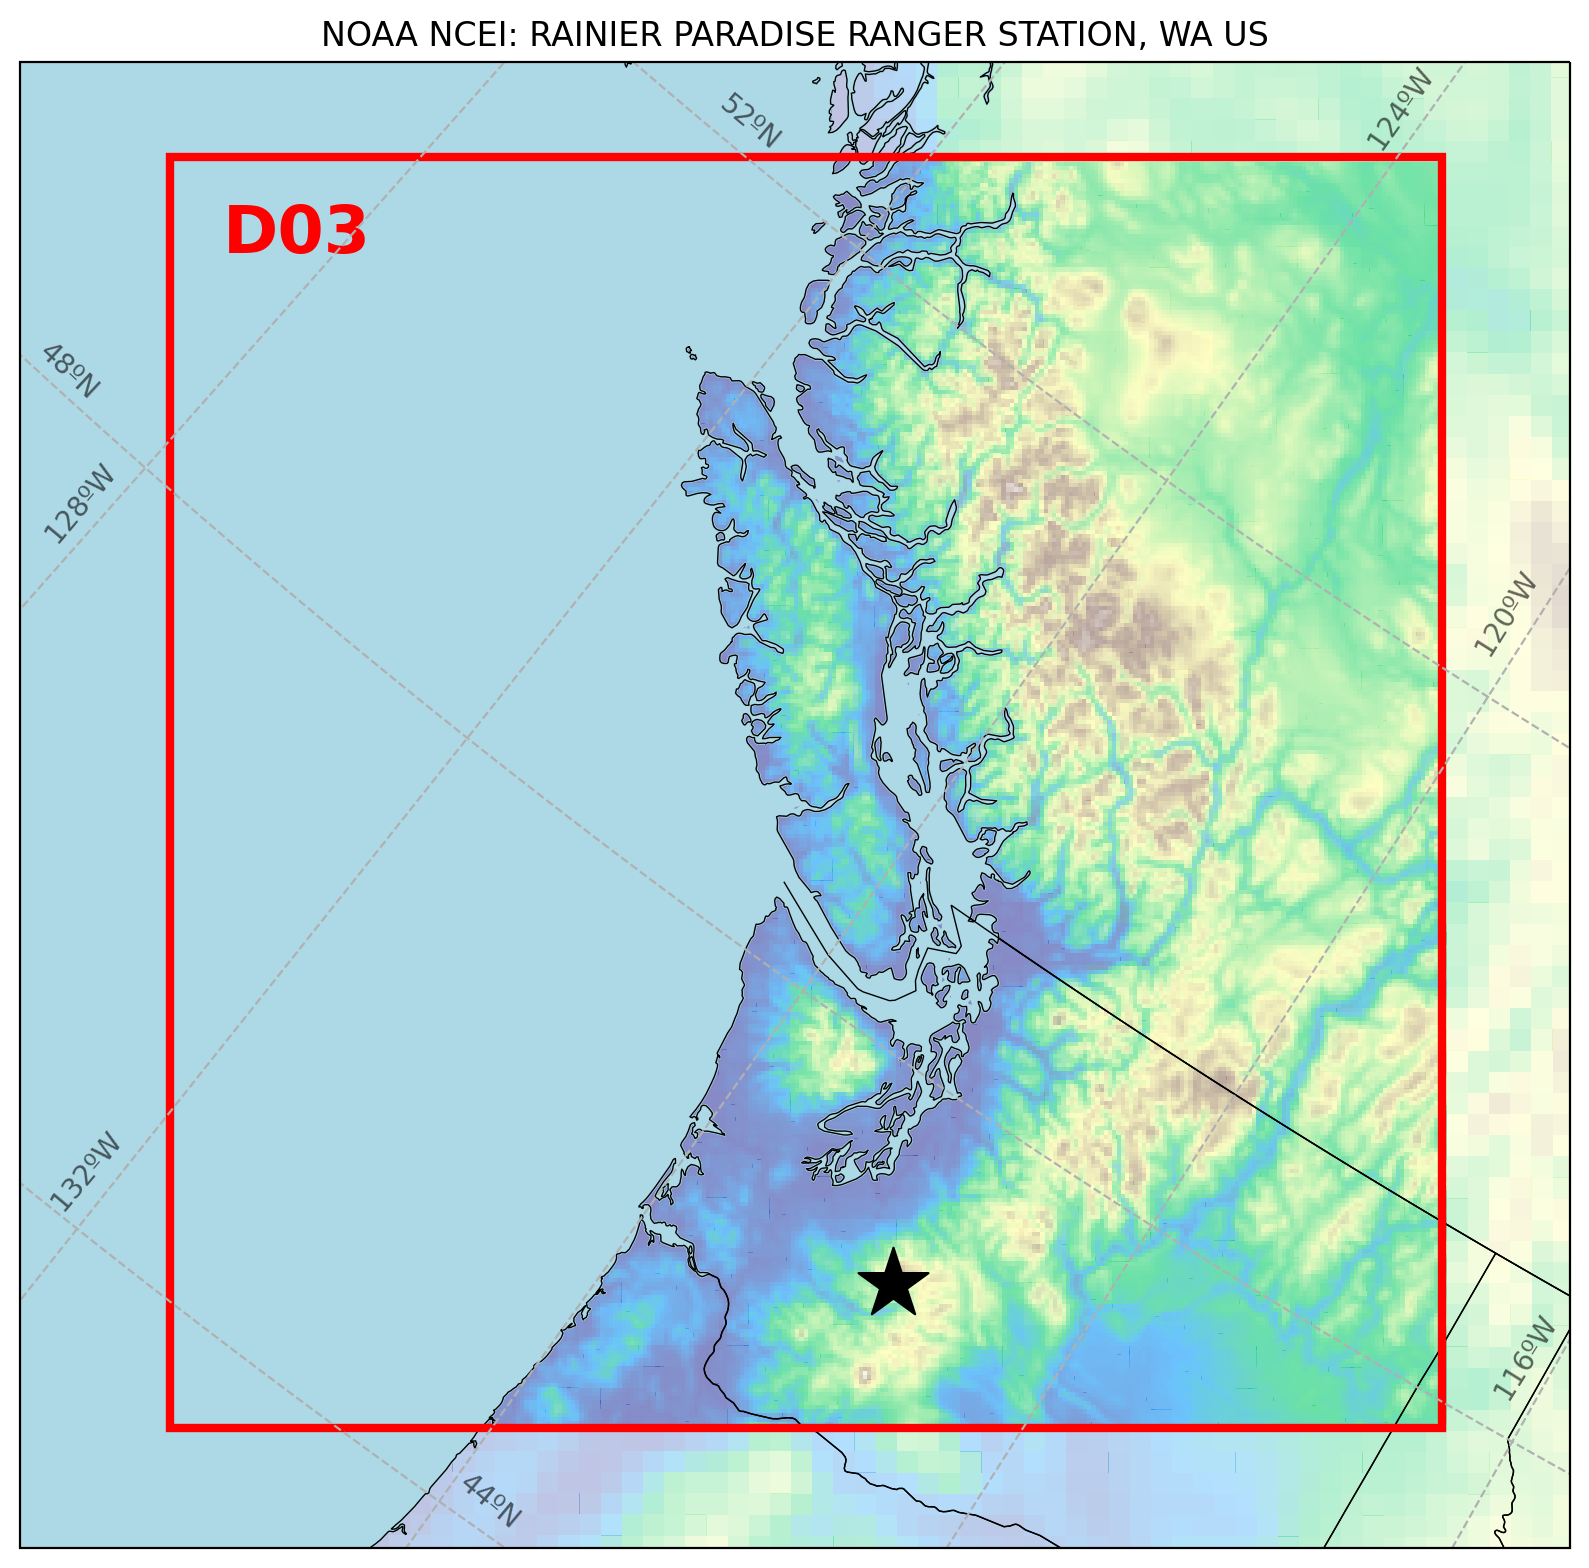 NOAA NCEI: RAINIER PARADISE RANGER STATION, WA US
52ºN
124ºW
D03
48ºN
128ºW
120ºW
132ºW
116ºW
44ºN